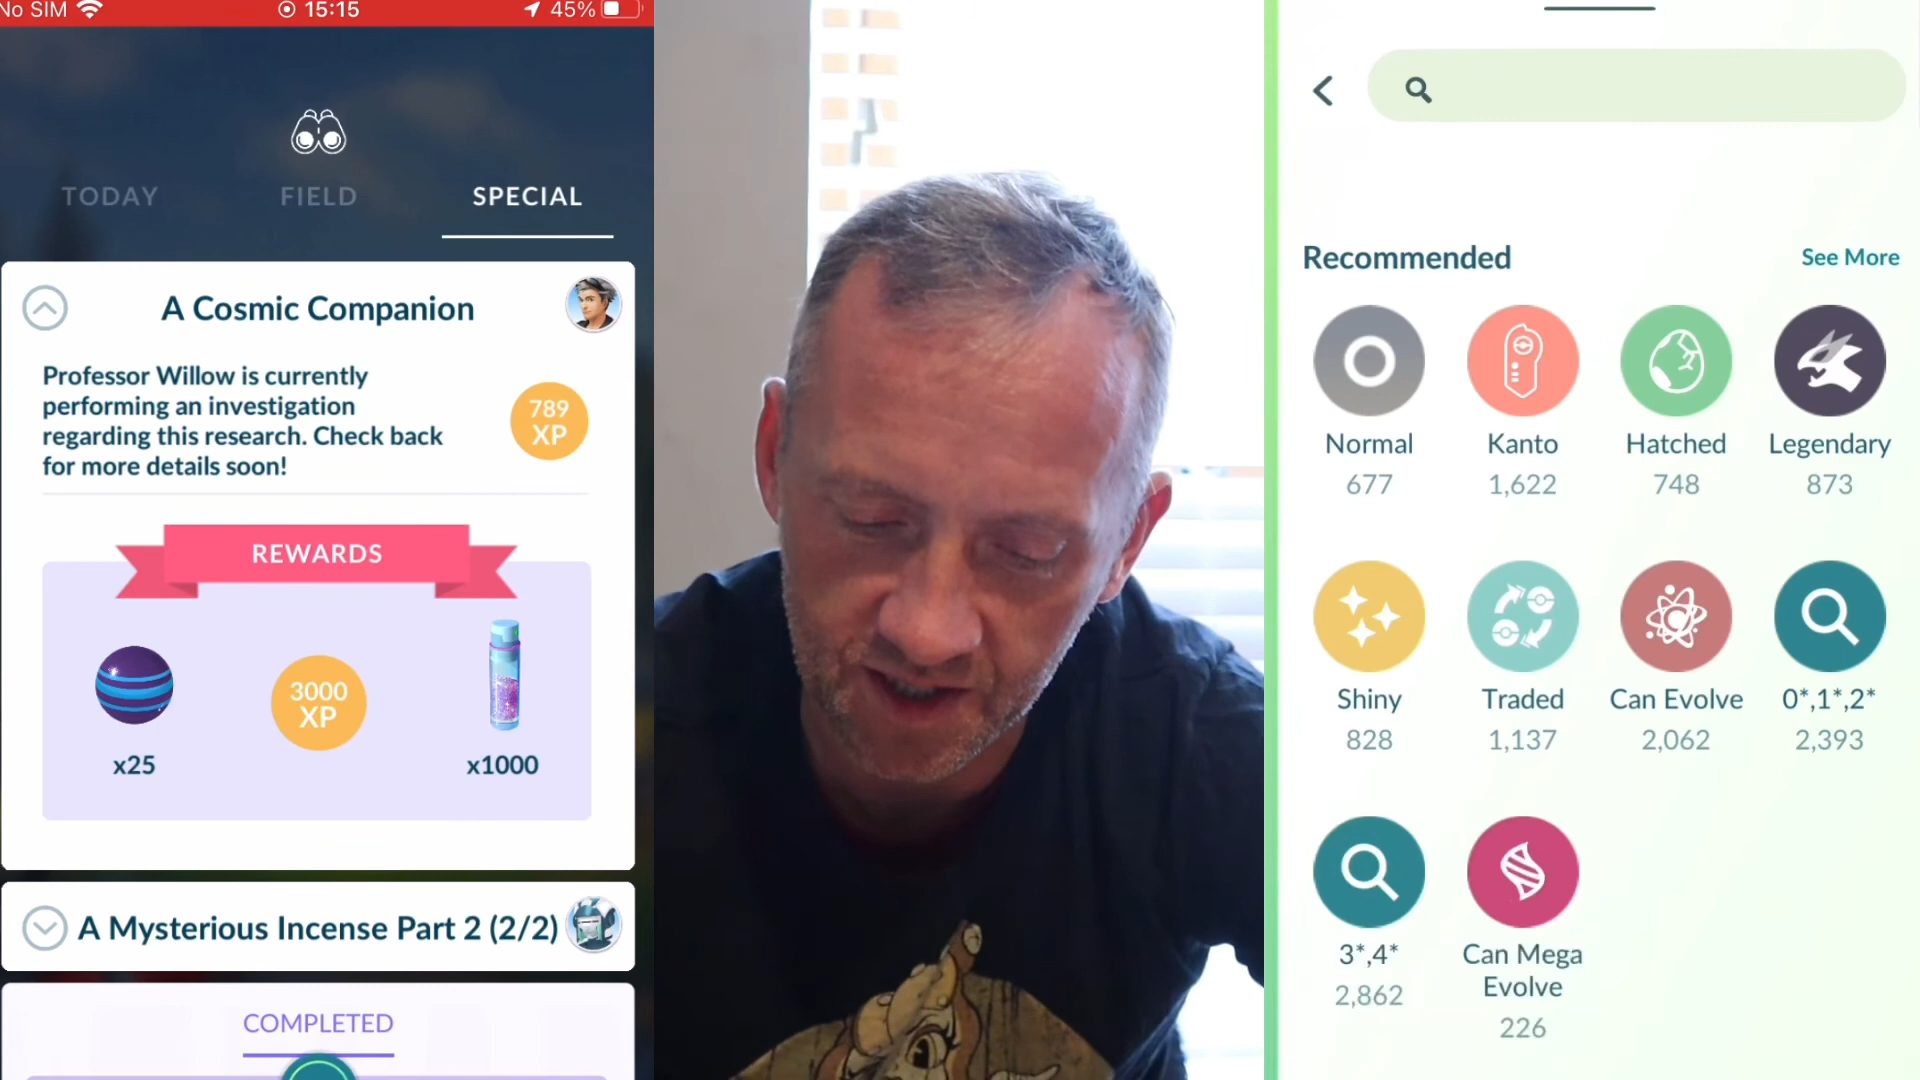 No SIM
15:15
45%
TODAY
FIELD
SPECIAL
A Cosmic Companion
Professor Willow is currently
performing an investigation
regarding this research. Check back
for more details soon!
789
XP
REWARDS
3000
XP
x25
x1000
A Mysterious Incense Part 2 (2/2)
COMPLETED
Recommended
See More
Normal
Kanto
Hatched
Legendary
677
1,622
748
873
Shiny
Traded
Can Evolve
0*,1*,2*
828
1,137
2,062
2,393
3*,4*
Can Mega
Evolve
2,862
226